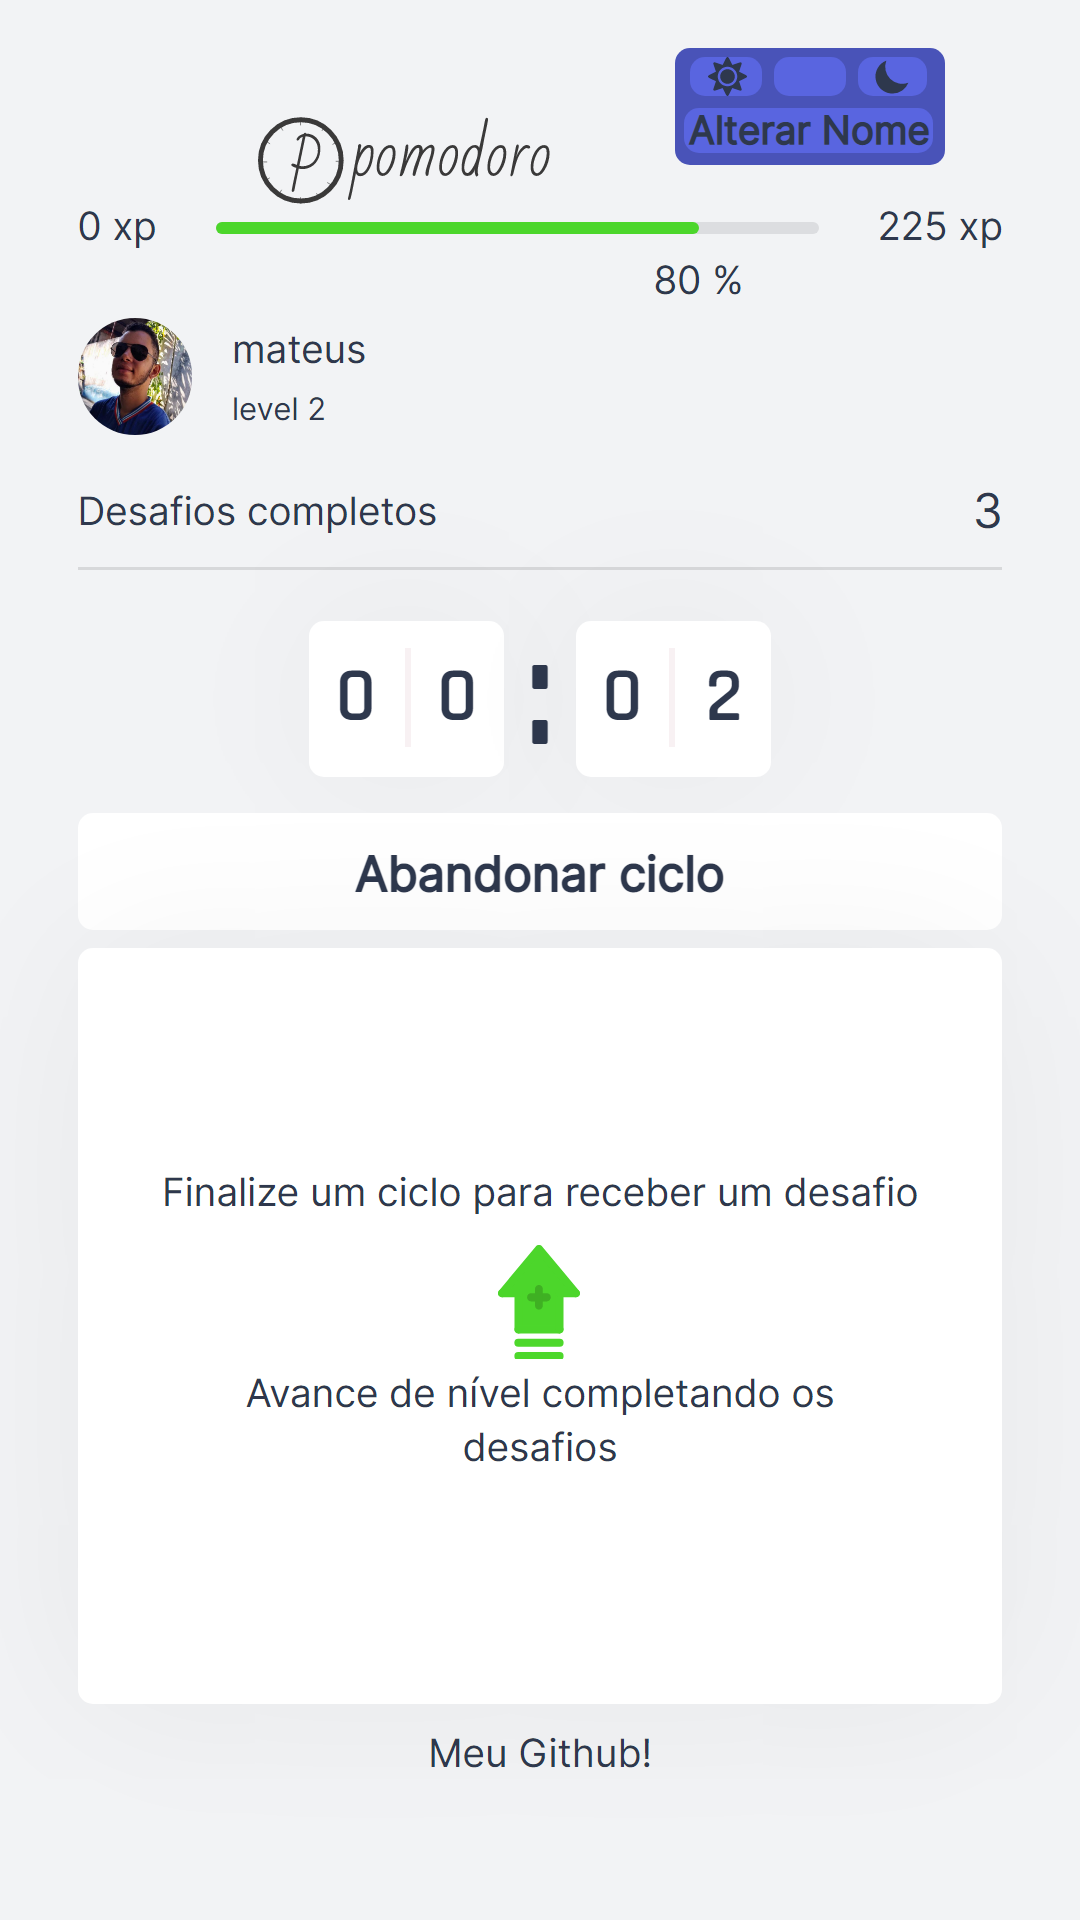 P pomodoro
Alterar Nome
0 xp
225 xp
80 %
mateus
level 2
Desafios completos
3
0 0 : 0 2
Abandonar ciclo
Finalize um ciclo para receber um desafio
Avance de nível completando os
desafios
Meu Github!